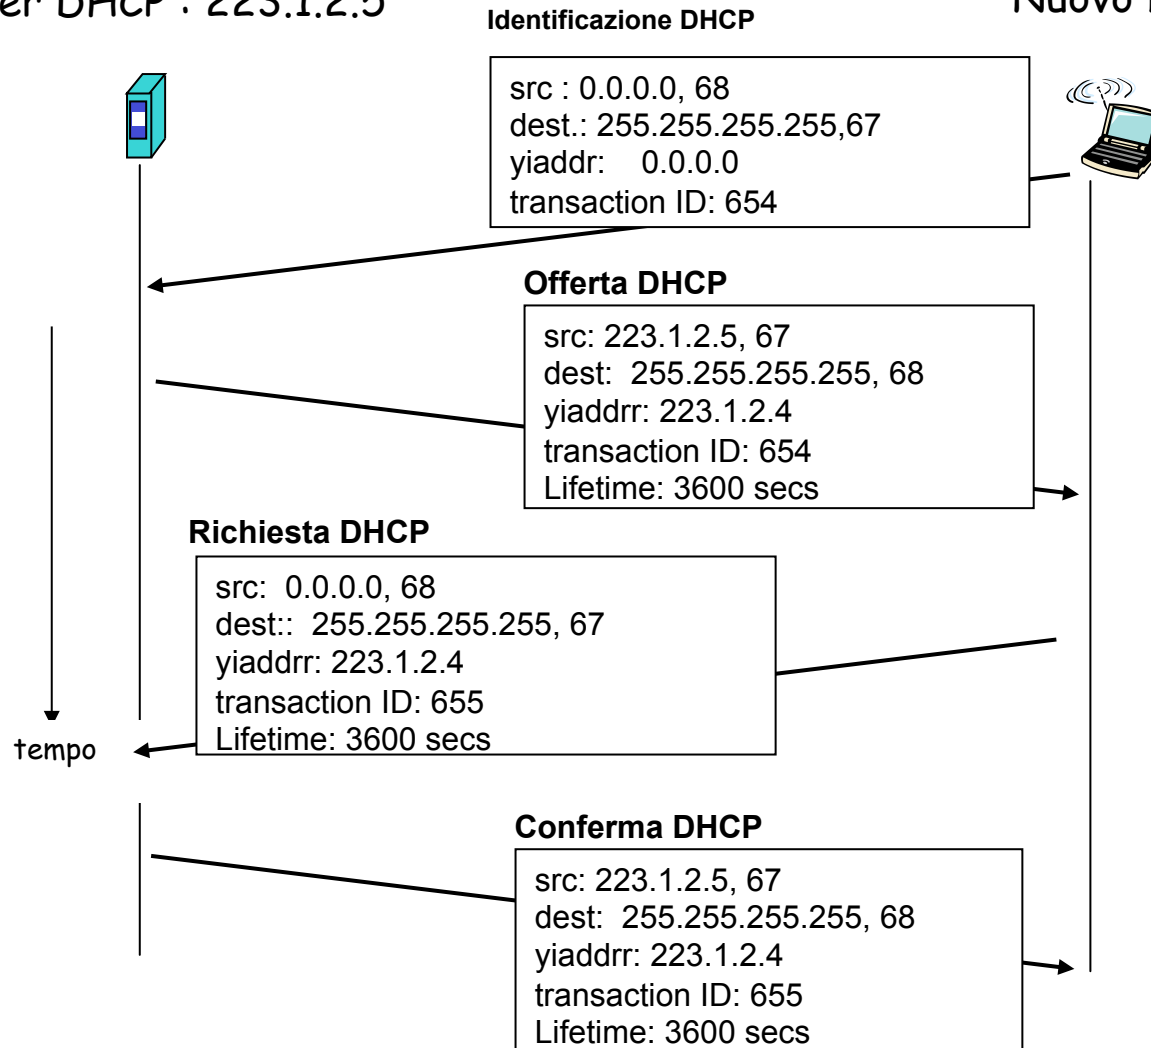 er DHCP : 223.1.2.5
Nuovo
Identificazione DHCP
src : 0.0.0.0, 68
dest.: 255.255.255.255,67
yiaddr: 0.0.0.0
transaction ID: 654
Offerta DHCP
src: 223.1.2.5, 67
dest: 255.255.255.255, 68
yiaddrr: 223.1.2.4
transaction ID: 654
Lifetime: 3600 secs
Richiesta DHCP
src: 0.0.0.0, 68
dest:: 255.255.255.255, 67
yiaddrr: 223.1.2.4
transaction ID: 655
Lifetime: 3600 secs
tempo
Conferma DHCP
src: 223.1.2.5, 67
dest: 255.255.255.255, 68
yiaddrr: 223.1.2.4
transaction ID: 655
Lifetime: 3600 secs